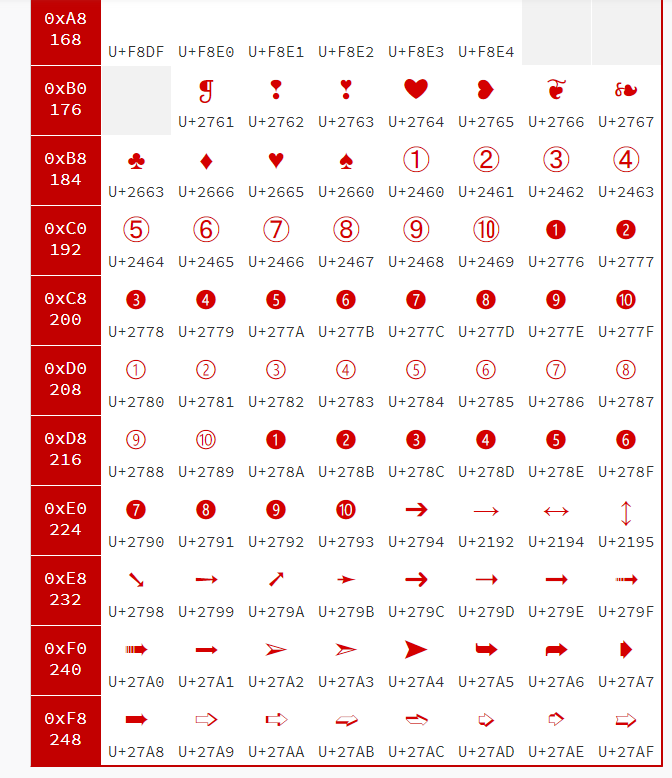 0xA8
168 U+F8DF U+F8E0 U+F8E1 U+F8E2 U+F8E3 U+F8E4
0xB0 ❡ ❢ ❣ ❤ ❥ ❦ ❧
176 U+2761 U+2762 U+2763 U+2764 U+2765 U+2766 U+2767
0xB8 ♣ ♦ ♥ ♠ ① ② ③ ④
184 U+2663 U+2666 U+2665 U+2660 U+2460 U+2461 U+2462 U+2463
0xC0 ⑤ ⑥ ⑦ ⑧ ⑨ ⑩ ❶ ❷
192 U+2464 U+2465 U+2466 U+2467 U+2468 U+2469 U+2776 U+2777
0xC8 ❸ ❹ ❺ ❻ ❼ ❽ ❾ ❿
200 U+2778 U+2779 U+277A U+277B U+277C U+277D U+277E U+277F
0xD0 ➀ ➁ ➂ ➃ ➄ ➅ ➆ ➇
208 U+2780 U+2781 U+2782 U+2783 U+2784 U+2785 U+2786 U+2787
0xD8 ➈ ➉ ➊ ➋ ➌ ➍ ➎ ➏
216 U+2788 U+2789 U+278A U+278B U+278C U+278D U+278E U+278F
0xE0 ➐ ➑ ➒ ➓ ➔ → ↔ ↕
224 U+2790 U+2791 U+2792 U+2793 U+2794 U+2192 U+2194 U+2195
0xE8 ➘ ➙ ➚ ➛ ➜ ➝ ➞ ➟
232 U+2798 U+2799 U+279A U+279B U+279C U+279D U+279E U+279F
0xF0 ➠ ➡ ➢ ➣ ➤ ➥ ➦ ➧
240 U+27A0 U+27A1 U+27A2 U+27A3 U+27A4 U+27A5 U+27A6 U+27A7
0xF8 ➨ ➩ ➪ ➫ ➬ ➭ ➮ ➯
248 U+27A8 U+27A9 U+27AA U+27AB U+27AC U+27AD U+27AE U+27AF